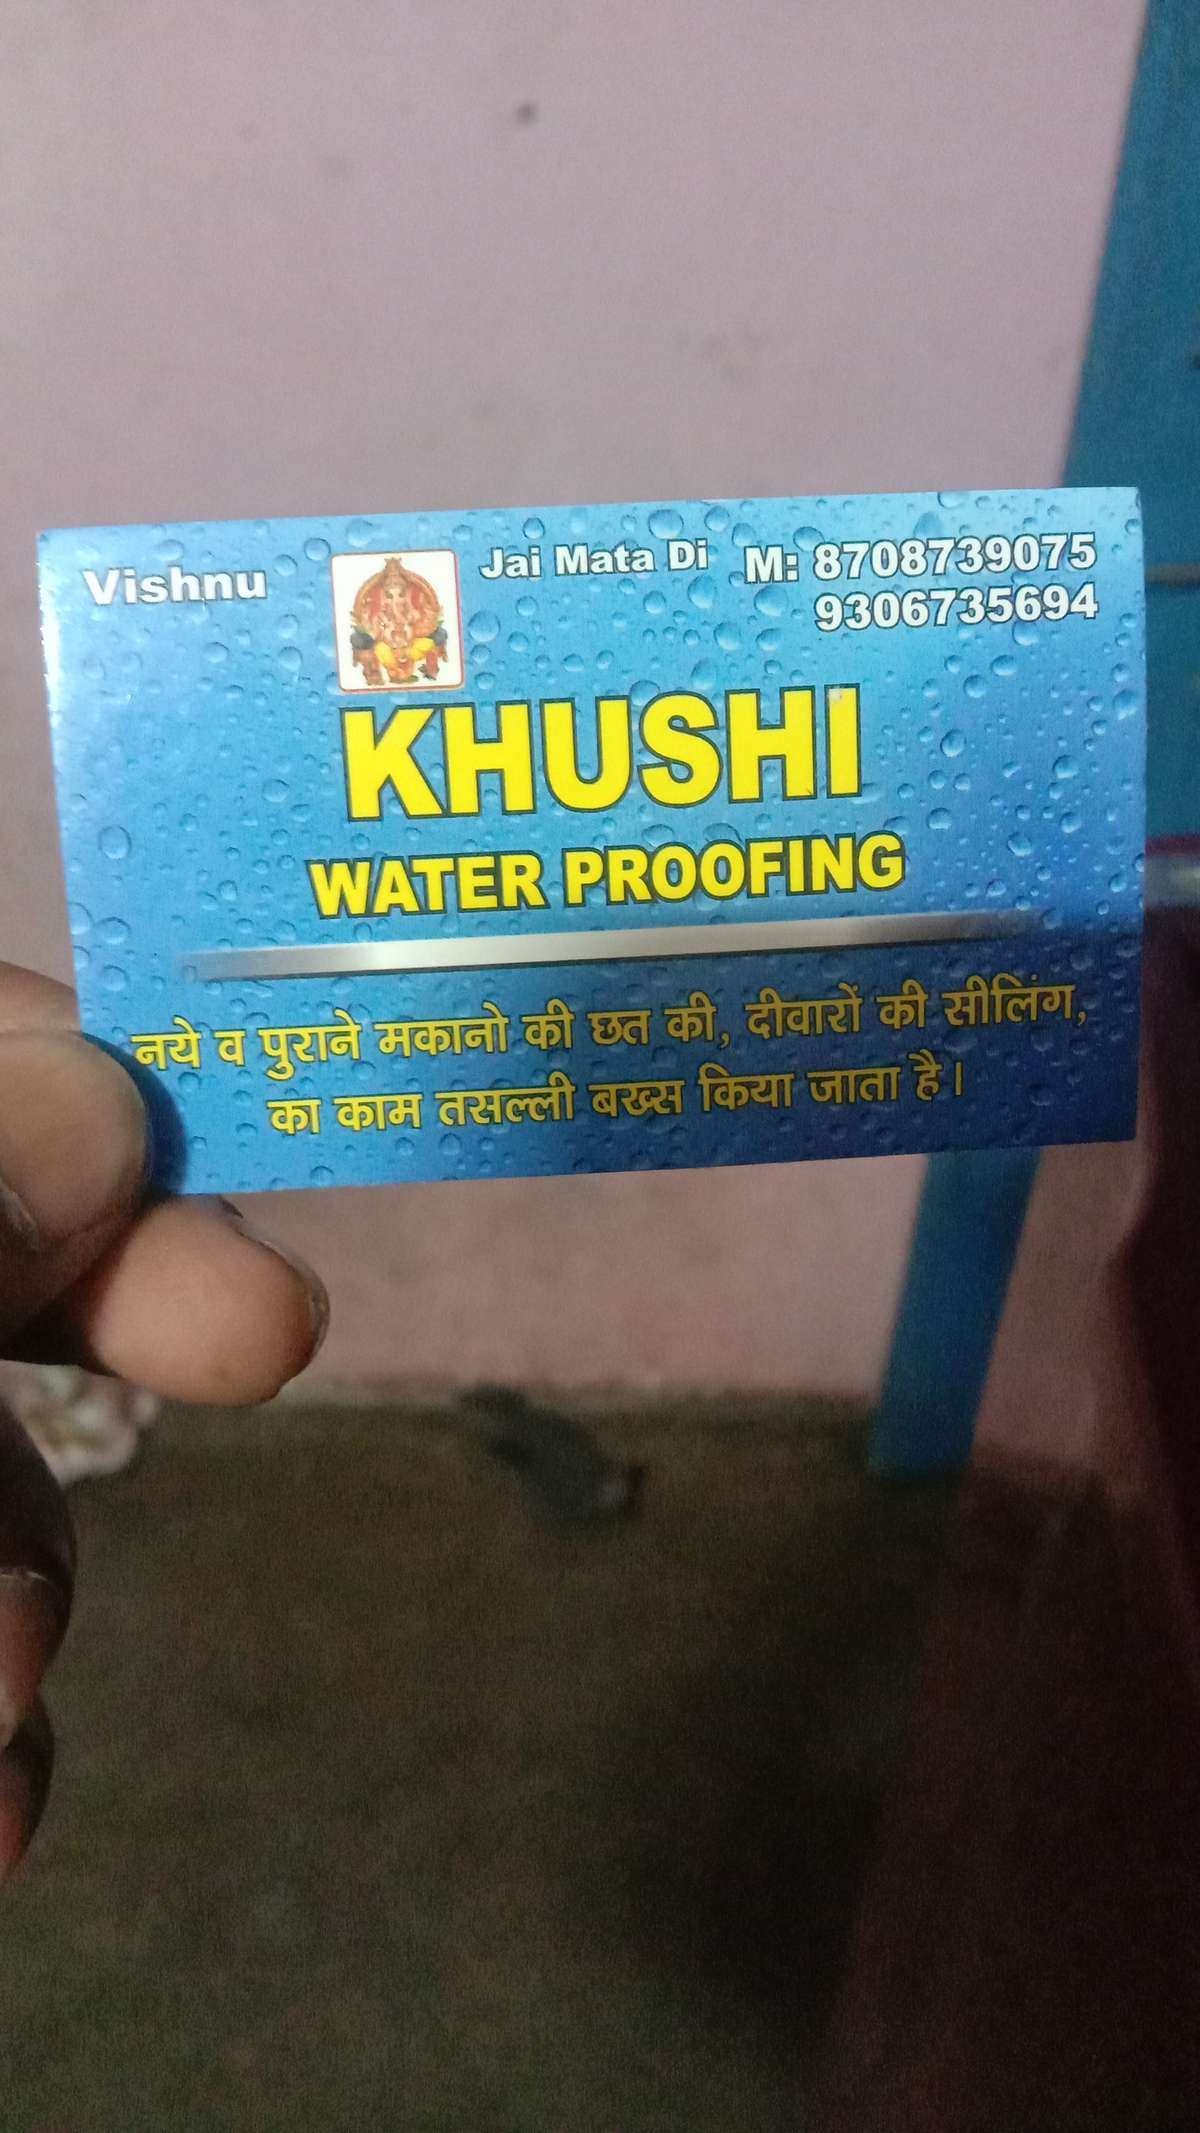 Vishnu
Jai Mata Di
M: 8708739075
9306735694
KHUSHI
WATER PROOFING
नये व पुराने मकानो की छत की, दीवारों की सीलिंग,
का काम तसल्ली बख्स किया जाता है।